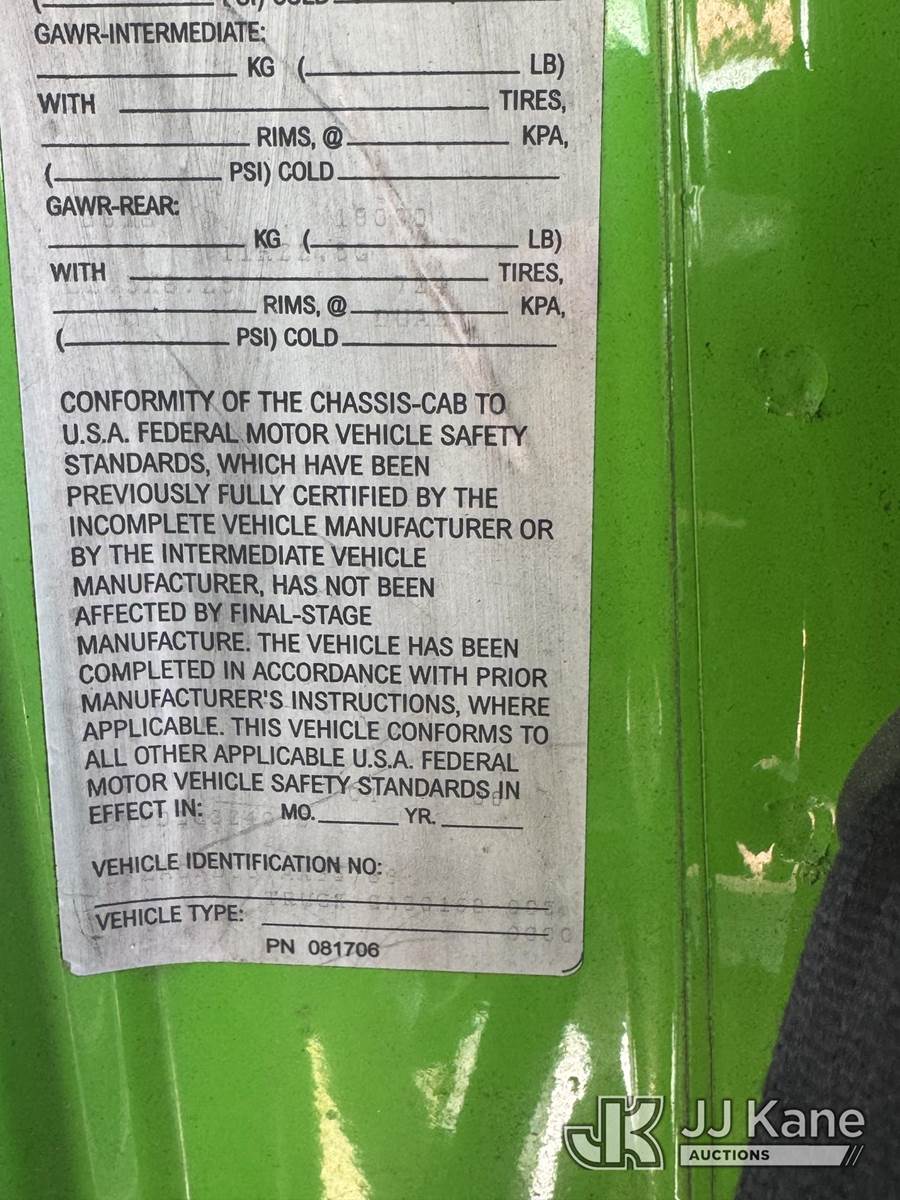 GAWR-INTERMEDIATE:
KG ( LB)
WITH TIRES,
RIMS, @ KPA,
( PSI) COLD
GAWR-REAR:
KG ( LB)
WITH TIRES,
RIMS, @ KPA,
( PSI) COLD
CONFORMITY OF THE CHASSIS-CAB TO
U.S.A. FEDERAL MOTOR VEHICLE SAFETY
STANDARDS, WHICH HAVE BEEN
PREVIOUSLY FULLY CERTIFIED BY THE
INCOMPLETE VEHICLE MANUFACTURER OR
BY THE INTERMEDIATE VEHICLE
MANUFACTURER, HAS NOT BEEN
AFFECTED BY FINAL-STAGE
MANUFACTURE. THE VEHICLE HAS BEEN
COMPLETED IN ACCORDANCE WITH PRIOR
MANUFACTURER'S INSTRUCTIONS, WHERE
APPLICABLE. THIS VEHICLE CONFORMS TO
ALL OTHER APPLICABLE U.S.A. FEDERAL
MOTOR VEHICLE SAFETY STANDARDS IN
EFFECT IN: MO. YR.
VEHICLE IDENTIFICATION NO:
TRUCK
VEHICLE TYPE:
PN 081706
JK JJ Kane
AUCTIONS